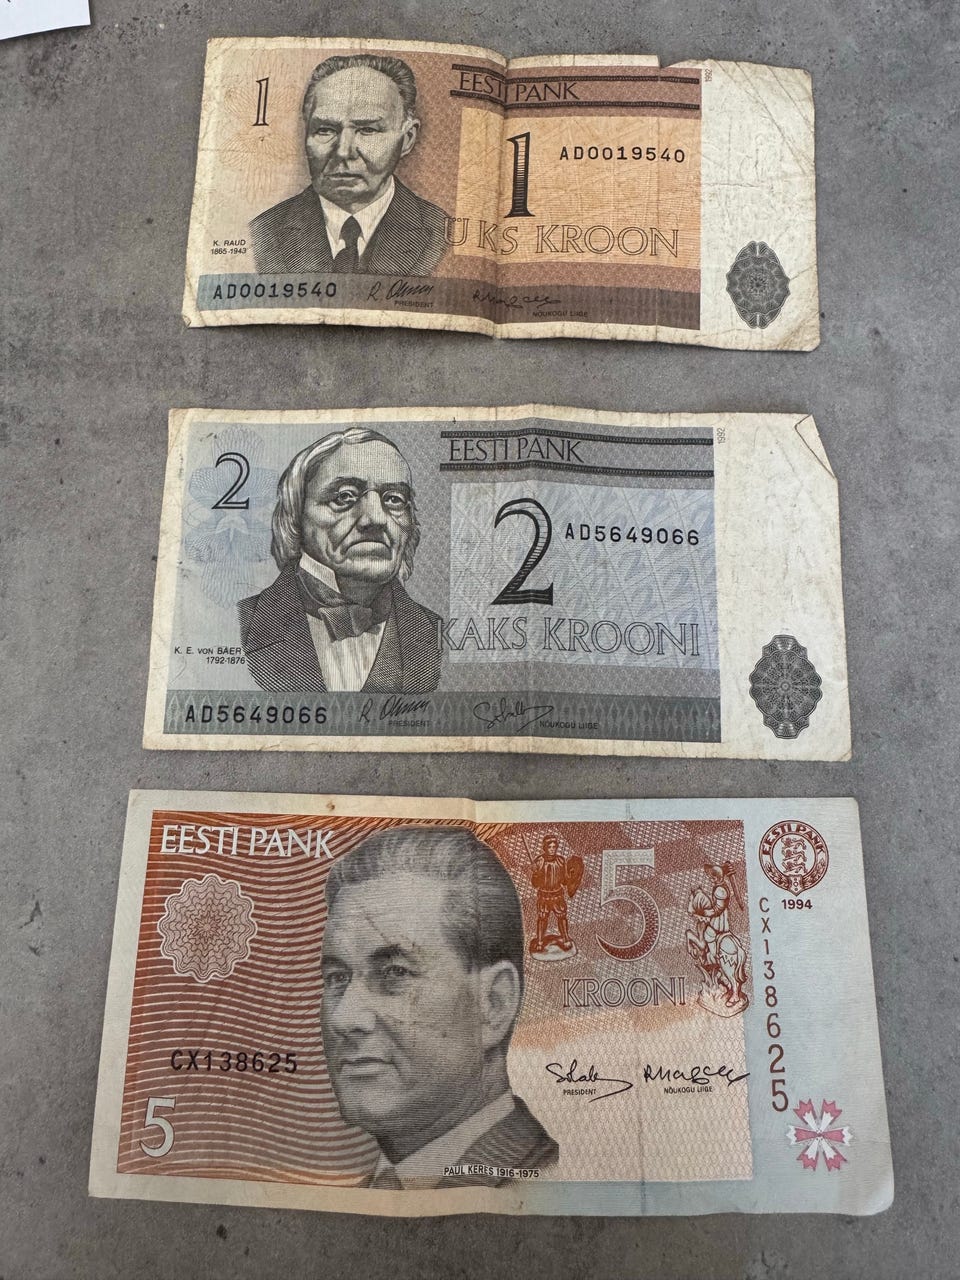 1
EESTI PANK
1992
1
AD0019540
ÜKS KROON
K. RAUD
1865-1943
AD0019540
PRESIDENT
NÕUKOGU LIIGE
2
EESTI PANK
1992
2
AD5649066
KAKS KROONI
K. E. VON BAER
1792-1876
AD5649066
PRESIDENT
NÕUKOGU LIIGE
EESTI PANK
5
KROONI
EESTI PANK
1994
CX138625
CX138625
PRESIDENT
NÕUKOGU LIIGE
5
PAUL KERES 1916-1975